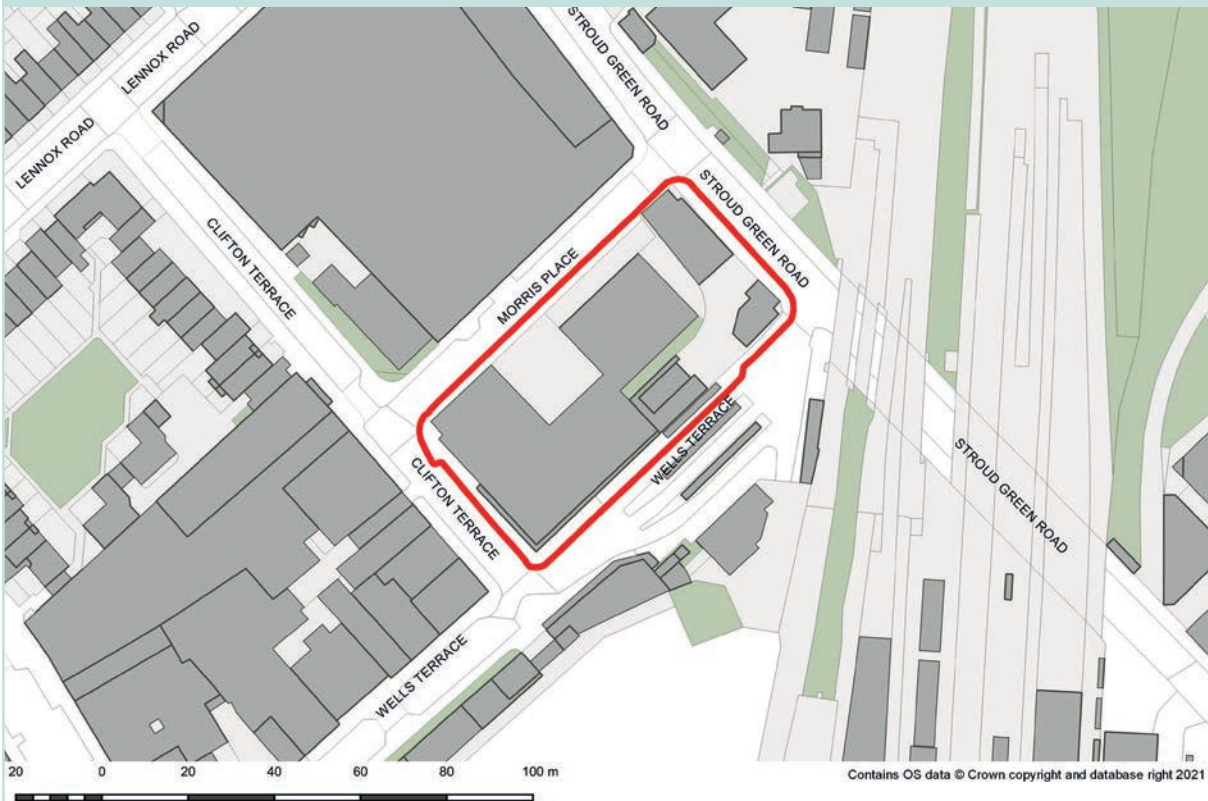 STROUD GREEN ROAD
LENNOX ROAD
LENNOX ROAD
STROUD GREEN ROAD
CLIFTON TERRACE
MORRIS PLACE
WELLS TERRACE
STROUD GREEN ROAD
CLIFTON TERRACE
WELLS TERRACE
20 0 20 40 60 80 100 m
Contains OS data © Crown copyright and database right 2021